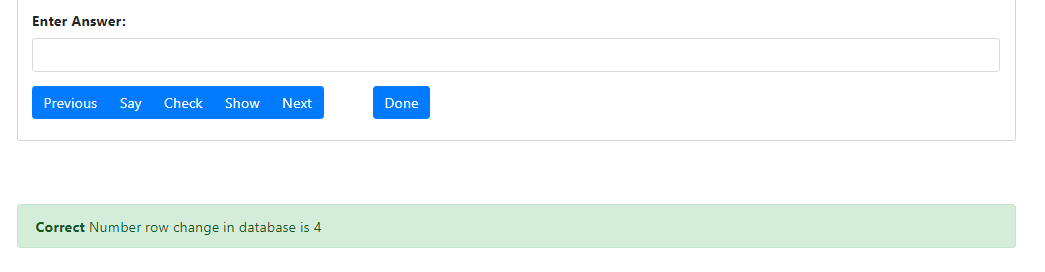 Enter Answer:
Previous Say Check Show Next Done
Correct Number row change in database is 4